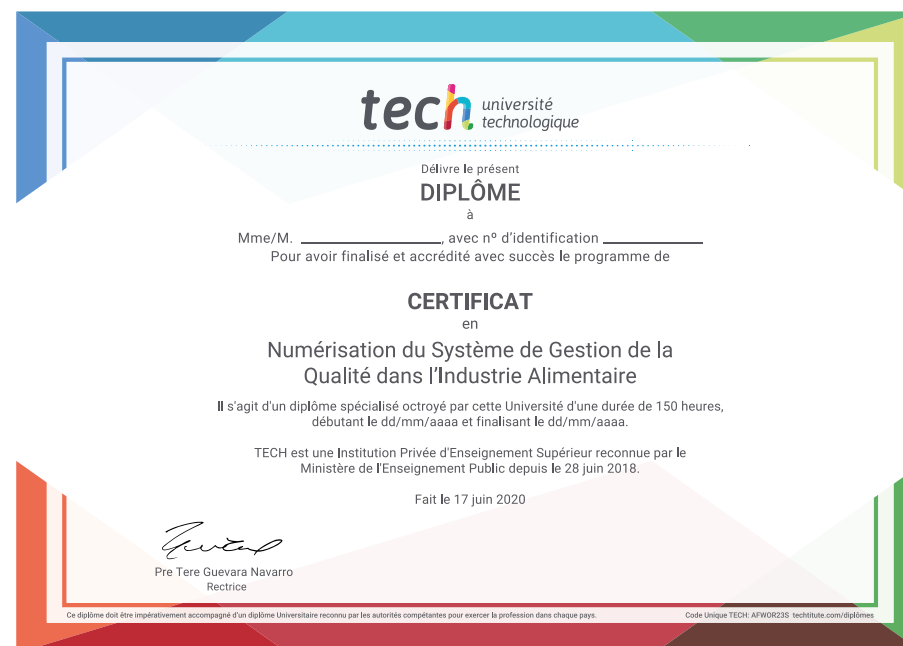 tech université
technologique
Délivre le présent
DIPLÔME
à
Mme/M. ____________________, avec nº d'identification ______________
Pour avoir finalisé et accrédité avec succès le programme de
CERTIFICAT
en
Numérisation du Système de Gestion de la
Qualité dans l'Industrie Alimentaire
Il s'agit d'un diplôme spécialisé octroyé par cette Université d'une durée de 150 heures,
débutant le dd/mm/aaaa et finalisant le dd/mm/aaaa.
TECH est une Institution Privée d'Enseignement Supérieur reconnue par le
Ministère de l'Enseignement Public depuis le 28 juin 2018.
Fait le 17 juin 2020
Pre Tere Guevara Navarro
Rectrice
Ce diplôme doit être impérativement accompagné d'un diplôme Universitaire reconnu par les autorités compétantes pour exercer la profession dans chaque pays.
Code Unique TECH: AFWOR23S techtitute.com/diplômes